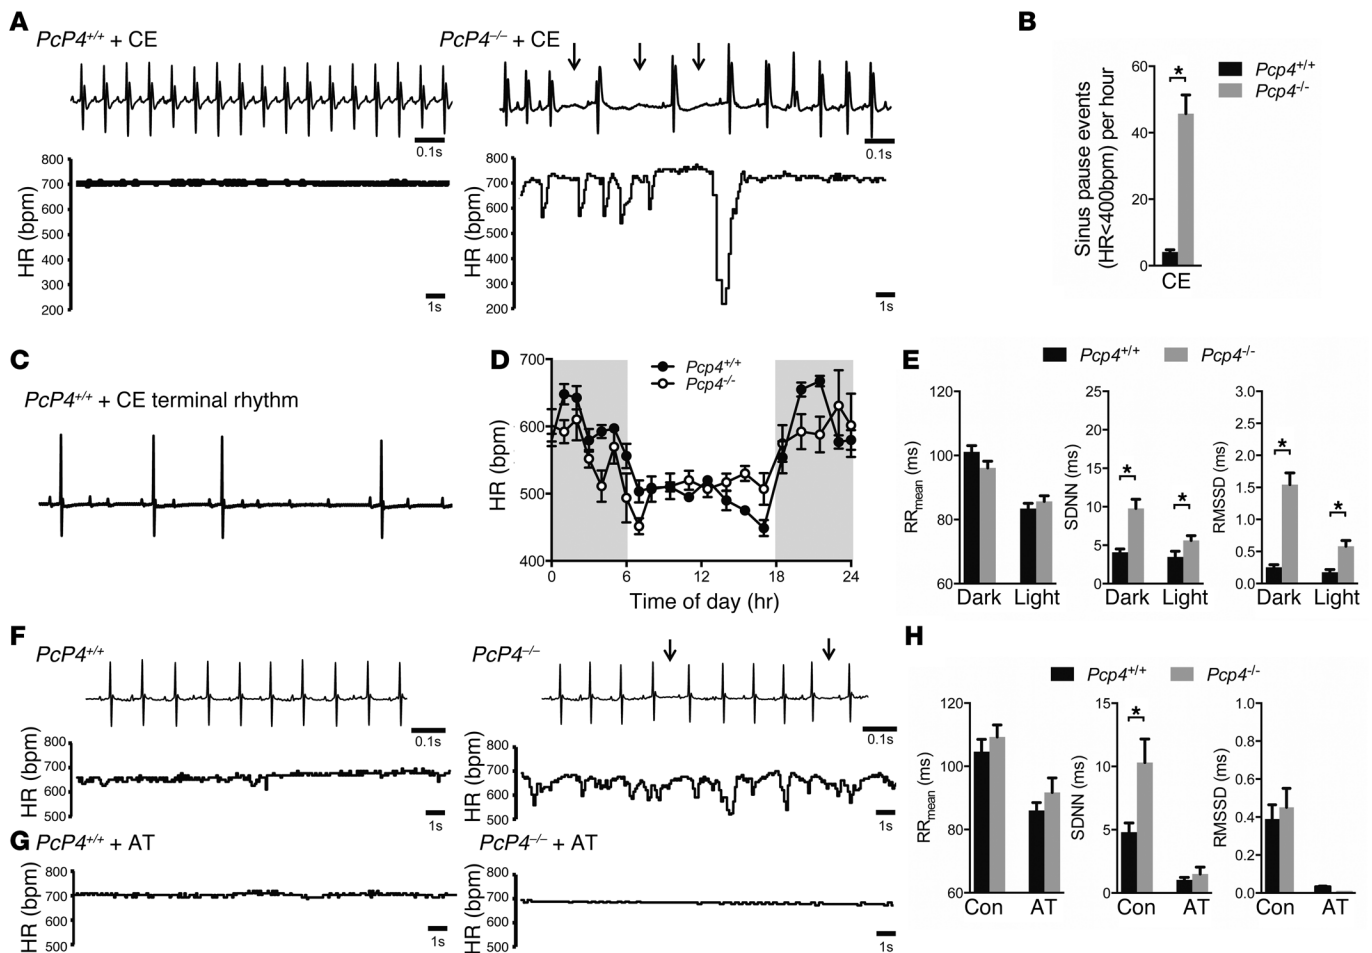 A
PcP4+/+ + CE
PcP4–/– + CE
0.1s
0.1s
HR (bpm)
800
700
600
500
400
300
200
1s
HR (bpm)
800
700
600
500
400
300
200
1s
B
Sinus pause events
(HR<400bpm) per hour
60
40
20
0
*
CE
Pcp4+/+
Pcp4-/-
C
PcP4+/+ + CE terminal rhythm
D
HR (bpm)
700
600
500
400
Pcp4+/+
Pcp4-/-
0
6
12
18
24
Time of day (hr)
E
Pcp4+/+
Pcp4-/-
RRmean (ms)
120
100
80
60
Dark
Light
SDNN (ms)
25
20
15
10
5
0
*
*
Dark
Light
RMSSD (ms)
3.0
2.5
2.0
1.5
1.0
0.5
0.0
*
*
Dark
Light
F
PcP4+/+
PcP4–/–
0.1s
0.1s
HR (bpm)
800
700
600
500
1s
HR (bpm)
800
700
600
500
1s
G
PcP4+/+ + AT
PcP4–/– + AT
HR (bpm)
800
700
600
500
1s
HR (bpm)
800
700
600
500
1s
H
Pcp4+/+
Pcp4-/-
RRmean (ms)
120
100
80
60
Con
AT
SDNN (ms)
15
10
5
0
*
Con
AT
RMSSD (ms)
1.0
0.8
0.6
0.4
0.2
0.0
Con
AT